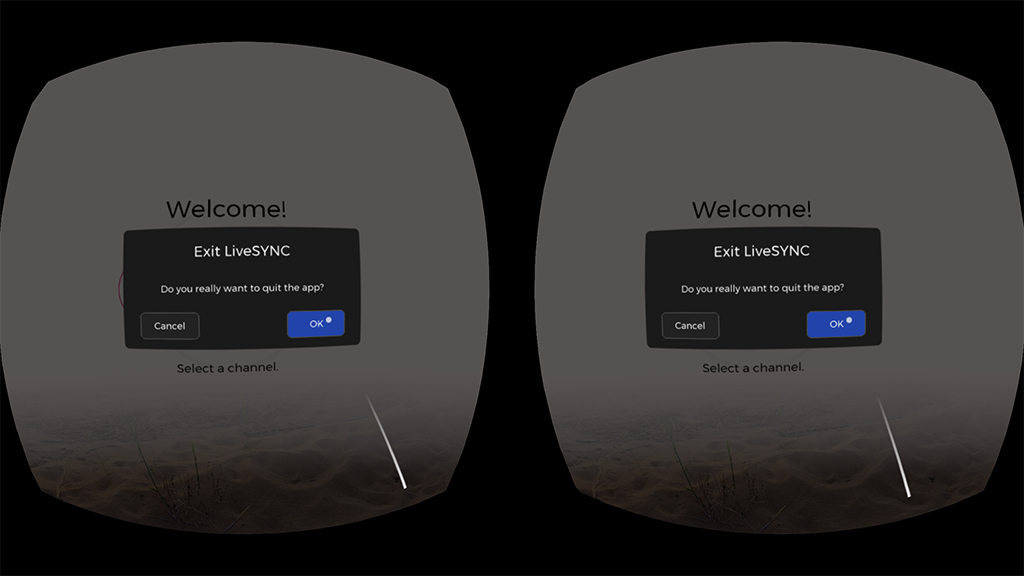 Welcome!
Exit LiveSYNC
Do you really want to quit the app?
Cancel
OK
Select a channel.
Welcome!
Exit LiveSYNC
Do you really want to quit the app?
Cancel
OK
Select a channel.